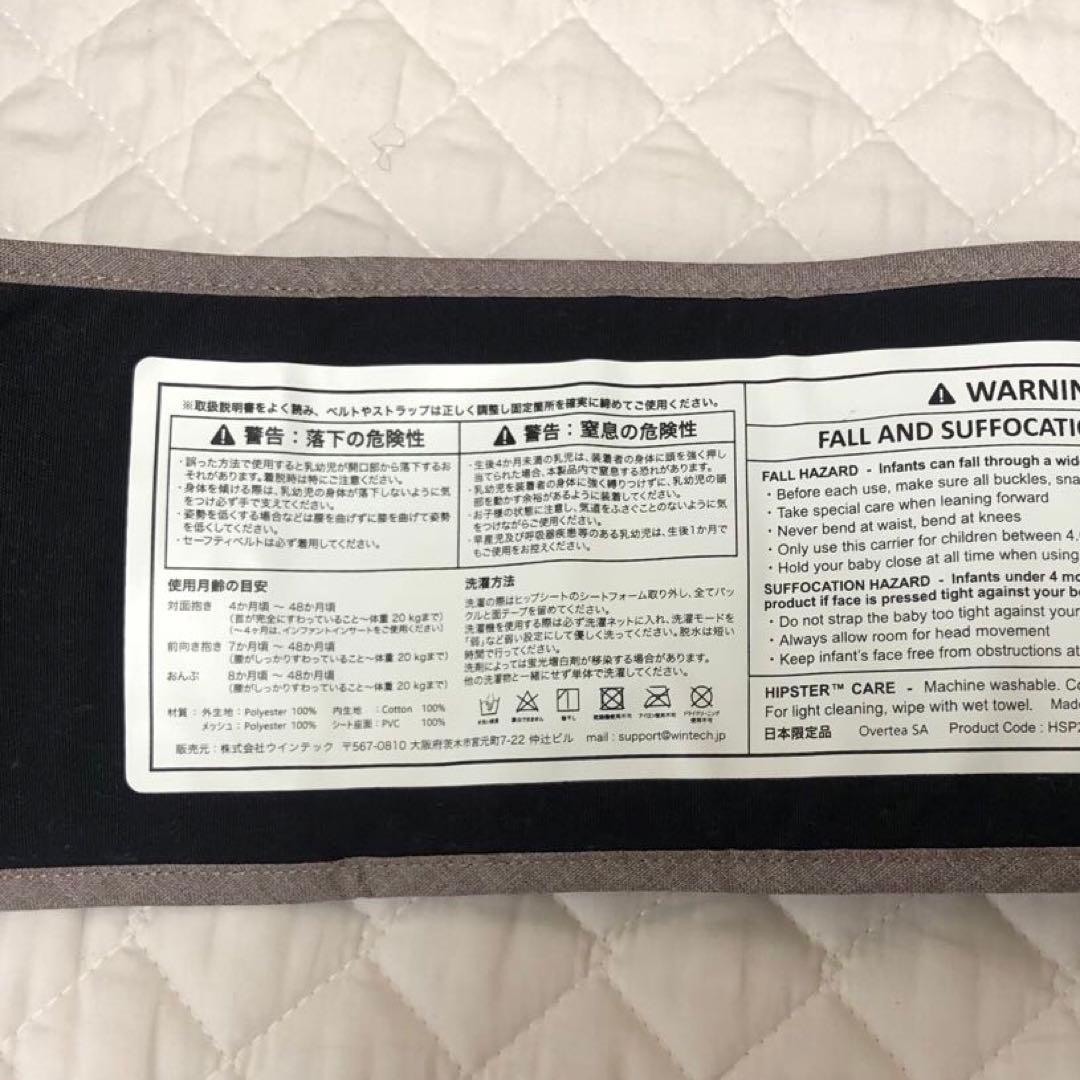 ※取扱説明書をよく読み、ベルトやストラップは正しく調整し固定箇所を確実に締めてご使用ください。
警告：落下の危険性
・誤った方法で使用すると乳幼児が開口部から落下するお
それがあります。着脱時は特にご注意ください。
・身体を傾ける際は、乳幼児の身体が落下しないように気
をつけ必ず手で支えてください。
・姿勢を低くする場合などは腰を曲げずに膝を曲げて姿勢
を低くしてください。
・セーフティベルトは必ず着用してください。
警告：窒息の危険性
・生後4か月未満の乳児は、装着者の身体に頭を強く押し
当てられた場合、本製品内で窒息する恐れがあります。
・乳幼児を装着者の身体に強く縛りつけずに、乳幼児の頭
部を動かす余裕があるように装着してください。
・お子様の状態に注意し、気道をふさぐことのないように気
をつけながらご使用ください。
・早産児及び呼吸器疾患等のある乳幼児は、生後1か月で
もご使用をお控えください。
使用月齢の目安
対面抱き 4か月頃 ～ 48か月頃
(首が完全にすわっていること～体重 20 kgまで)
(～4ヶ月は、インファントインサートをご使用ください)
前向き抱き 7か月頃 ～ 48か月頃
(腰がしっかりすわっていること～体重 20 kgまで)
おんぶ 8か月頃 ～ 48か月頃
(腰がしっかりすわっていること～体重 20 kgまで)
材質：外生地：Polyester 100% 内生地 ：Cotton 100%
メッシュ：Polyester 100% シート座面：PVC 100%
洗濯方法
洗濯の際はヒップシートのシートフォーム取り外し、全てバッ
クルと面テープを留めてください。
洗濯機を使用する際は必ず洗濯ネットに入れ、洗濯モードを
「弱」など弱い設定にして優しく洗ってください。脱水は短い
時間で行ってください。
洗剤によっては蛍光増白剤が移染する場合があります。
他の洗濯物と一緒にせず単体で洗濯してください。
販売元：株式会社ウインテック 〒567-0810 大阪府茨木市宮元町7-22 仲辻ビル mail : support@wintech.jp
WARNIN
FALL AND SUFFOCATI
FALL HAZARD - Infants can fall through a wid
・Before each use, make sure all buckles, sna
・Take special care when leaning forward
・Never bend at waist, bend at knees
・Only use this carrier for children between 4.
・Hold your baby close at all time when using
SUFFOCATION HAZARD - Infants under 4 mo
product if face is pressed tight against your b
・Do not strap the baby too tight against your
・Always allow room for head movement
・Keep infant's face free from obstructions at
HIPSTER™ CARE - Machine washable. Co
For light cleaning, wipe with wet towel. Mad
日本限定品 Overtea SA Product Code : HSP